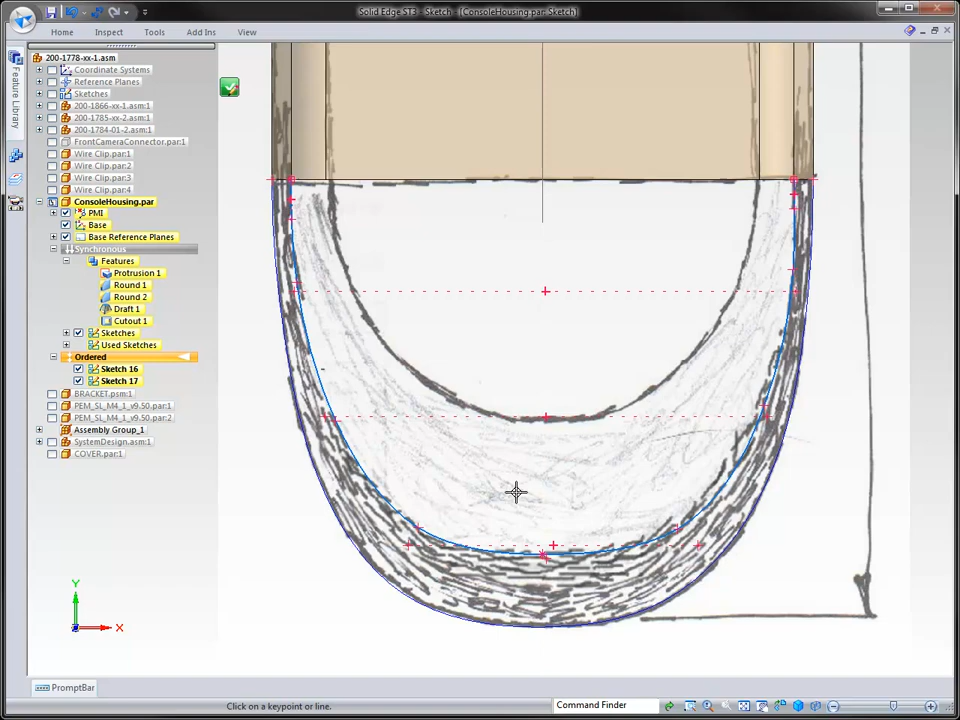 Solid Edge ST3 - Sketch - [ConsoleHousing.par:Sketch]
Home Inspect Tools Add Ins View
Feature Library
200-1778-xx-1.asm
Coordinate Systems
Reference Planes
Sketches
200-1866-xx-1.asm:1
200-1785-xx-2.asm:1
200-1784-01-2.asm:1
FrontCameraConnector.par:1
Wire Clip.par:1
Wire Clip.par:2
Wire Clip.par:3
Wire Clip.par:4
ConsoleHousing.par
PMI
Base
Base Reference Planes
Synchronous
Features
Protrusion 1
Round 1
Round 2
Draft 1
Cutout 1
Sketches
Used Sketches
Ordered
Sketch 16
Sketch 17
BRACKET.psm:1
PEM_SL_M4_1_v9.50.par:1
PEM_SL_M4_1_v9.50.par:2
Assembly Group_1
SystemDesign.asm:1
COVER.par:1
Y
X
PromptBar
Click on a keypoint or line.
Command Finder